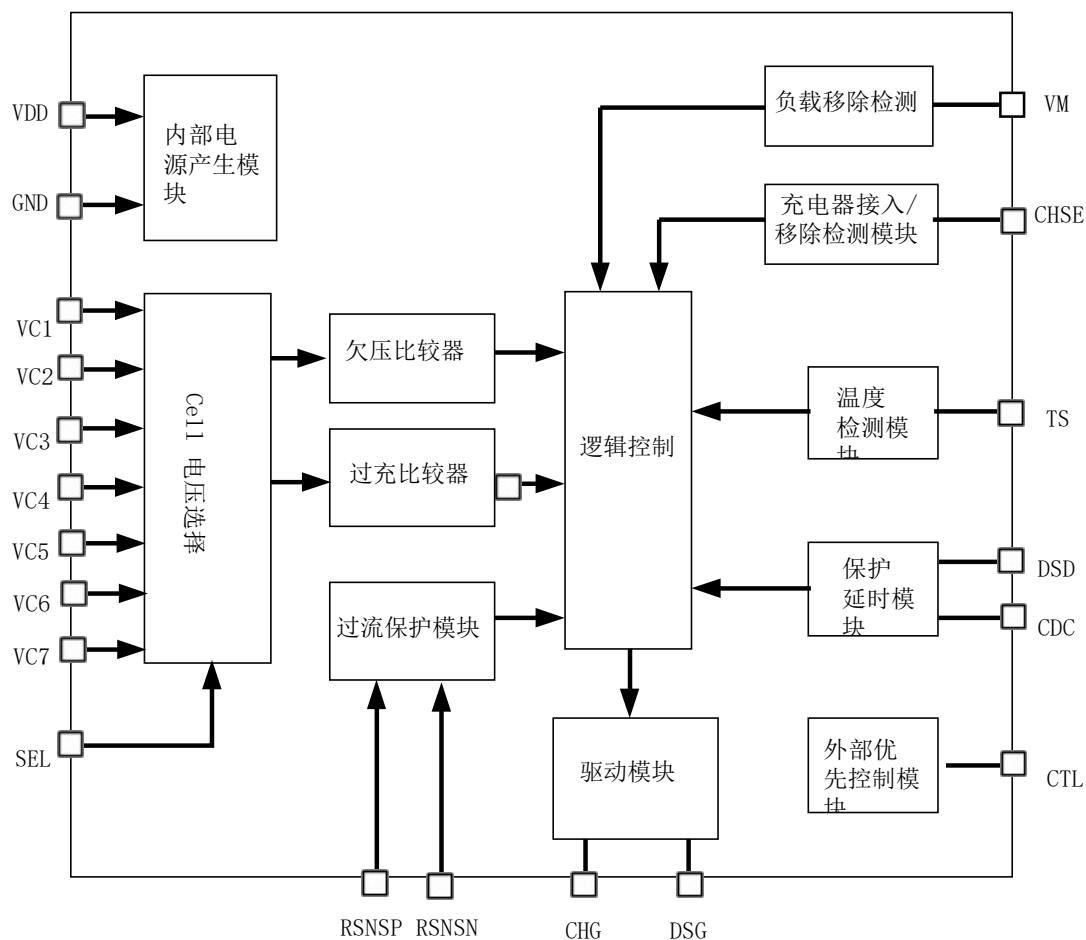 VDD
GND
VC1
VC2
VC3
VC4
VC5
VC6
VC7
SEL
内部电
源产生模
块
Cell 电压选择
欠压比较器
过充比较器
过流保护模块
逻辑控制
驱动模块
负载移除检测
充电器接入/
移除检测模块
温度
检测模
块
保护
延时模
块
外部优
先控制模
块
VM
CHSE
TS
DSD
CDC
CTL
RSNSP
RSNSN
CHG
DSG